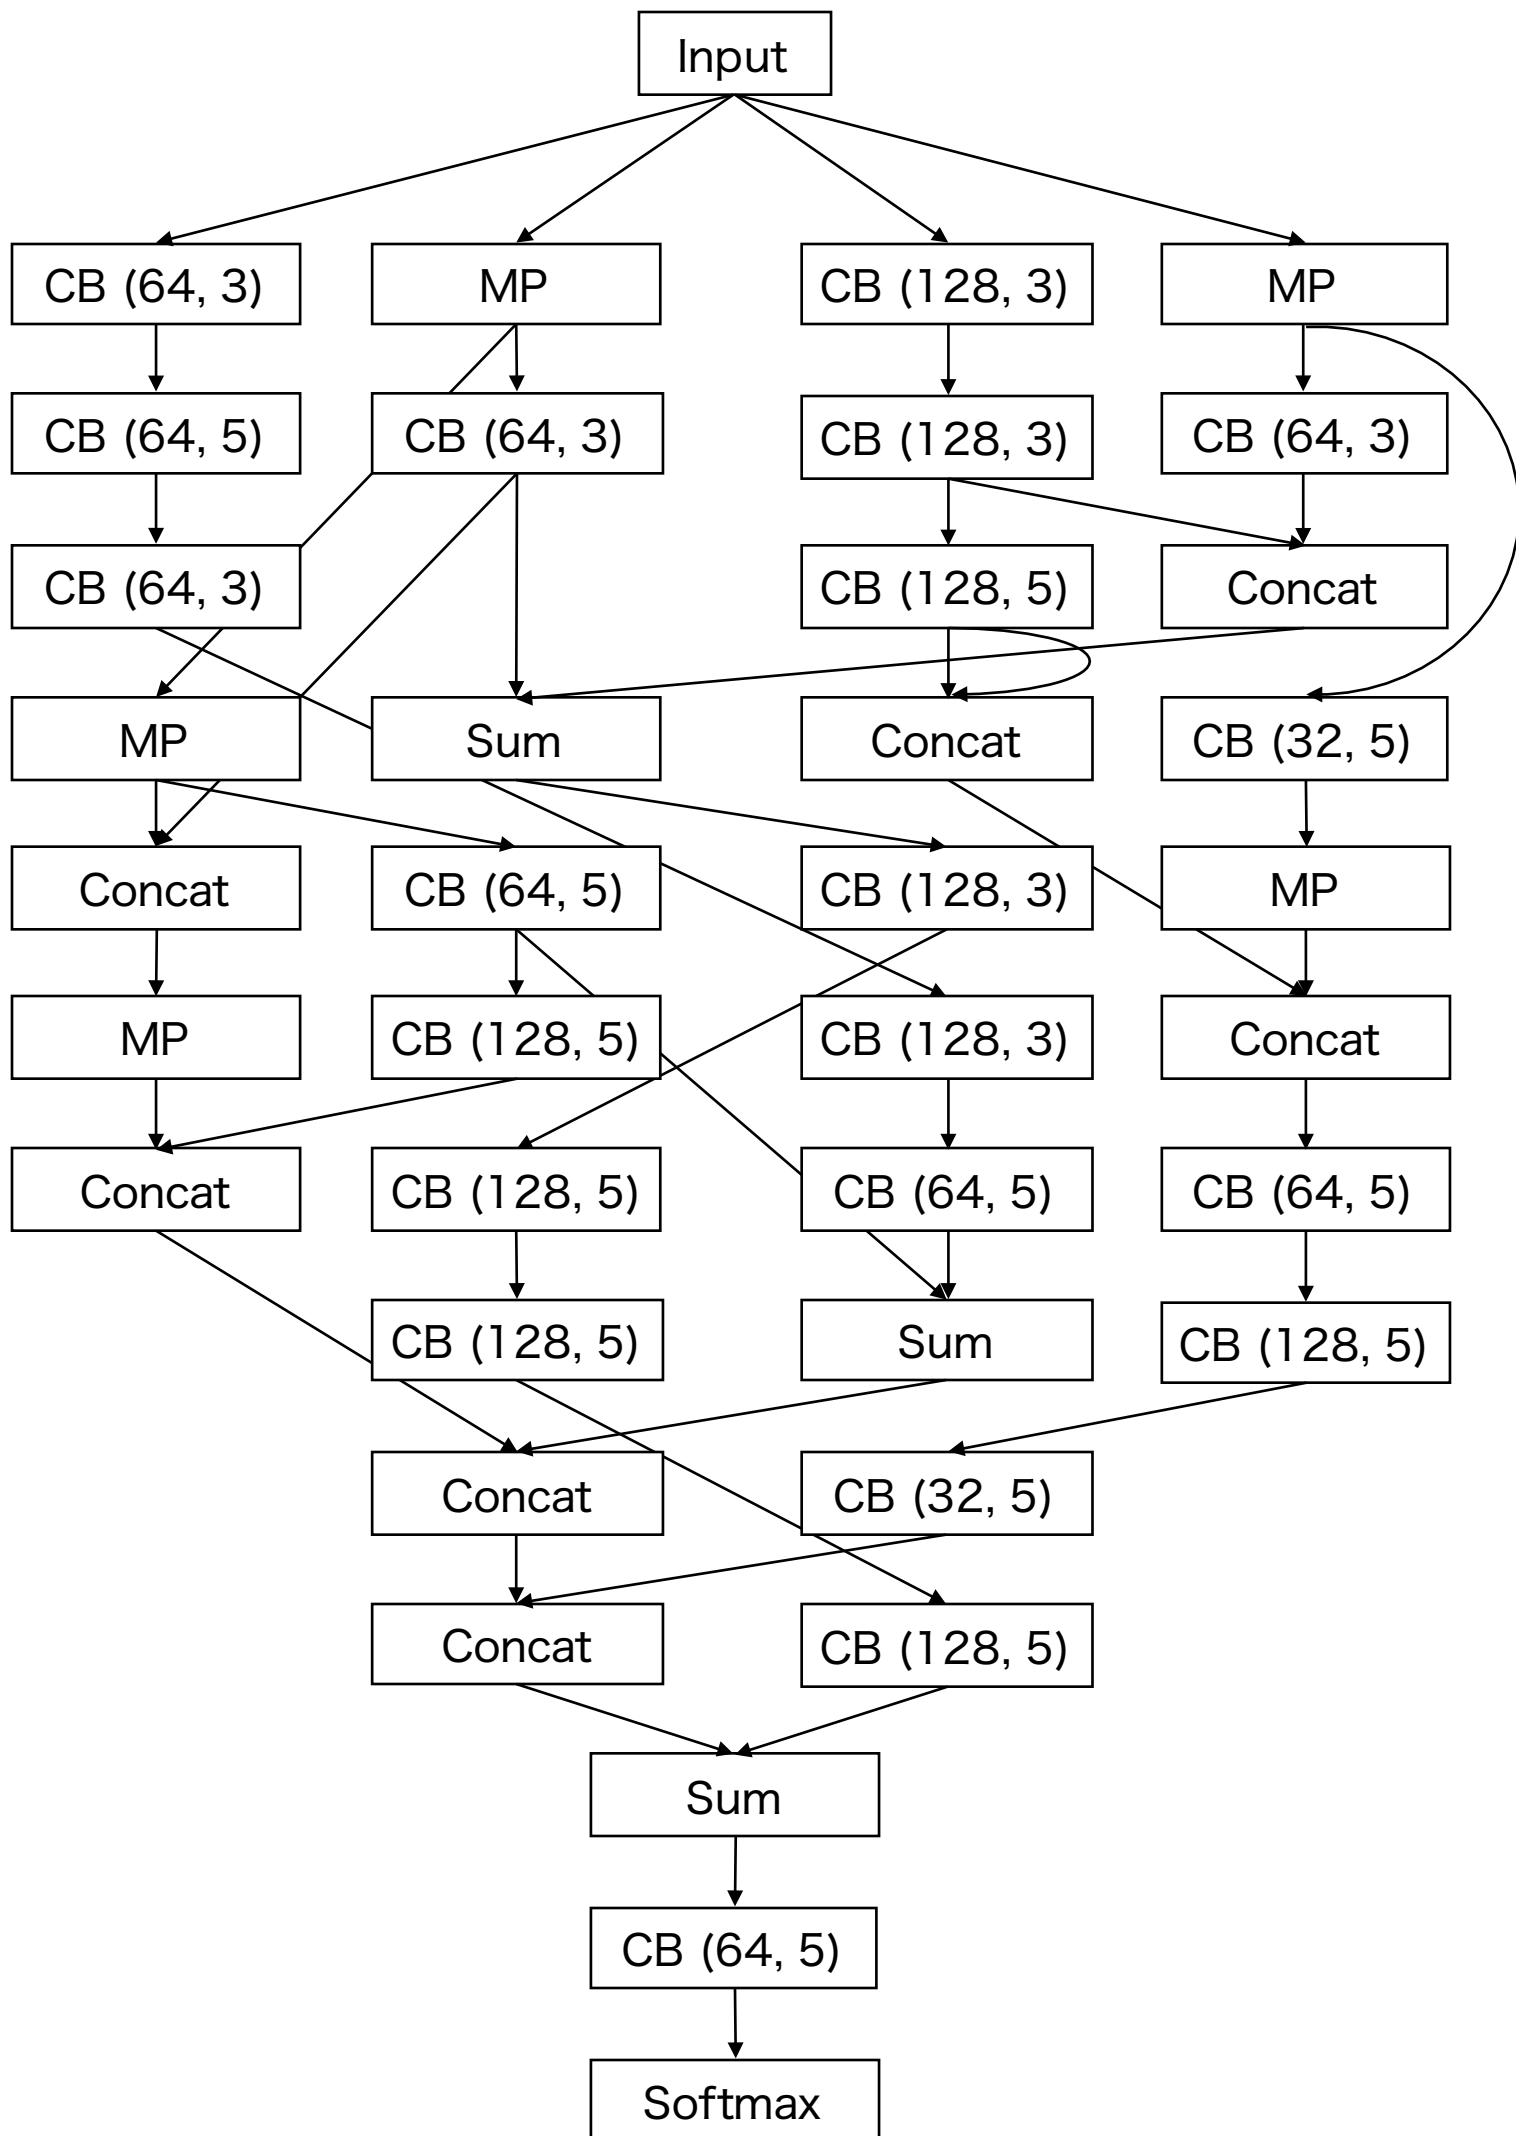 Input
CB (64, 3)
MP
CB (128, 3)
MP
CB (64, 5)
CB (64, 3)
CB (128, 3)
CB (64, 3)
CB (64, 3)
CB (128, 5)
Concat
MP
Sum
Concat
CB (32, 5)
Concat
CB (64, 5)
CB (128, 3)
MP
MP
CB (128, 5)
CB (128, 3)
Concat
Concat
CB (128, 5)
CB (64, 5)
CB (64, 5)
CB (128, 5)
Sum
CB (128, 5)
Concat
CB (32, 5)
Concat
CB (128, 5)
Sum
CB (64, 5)
Softmax